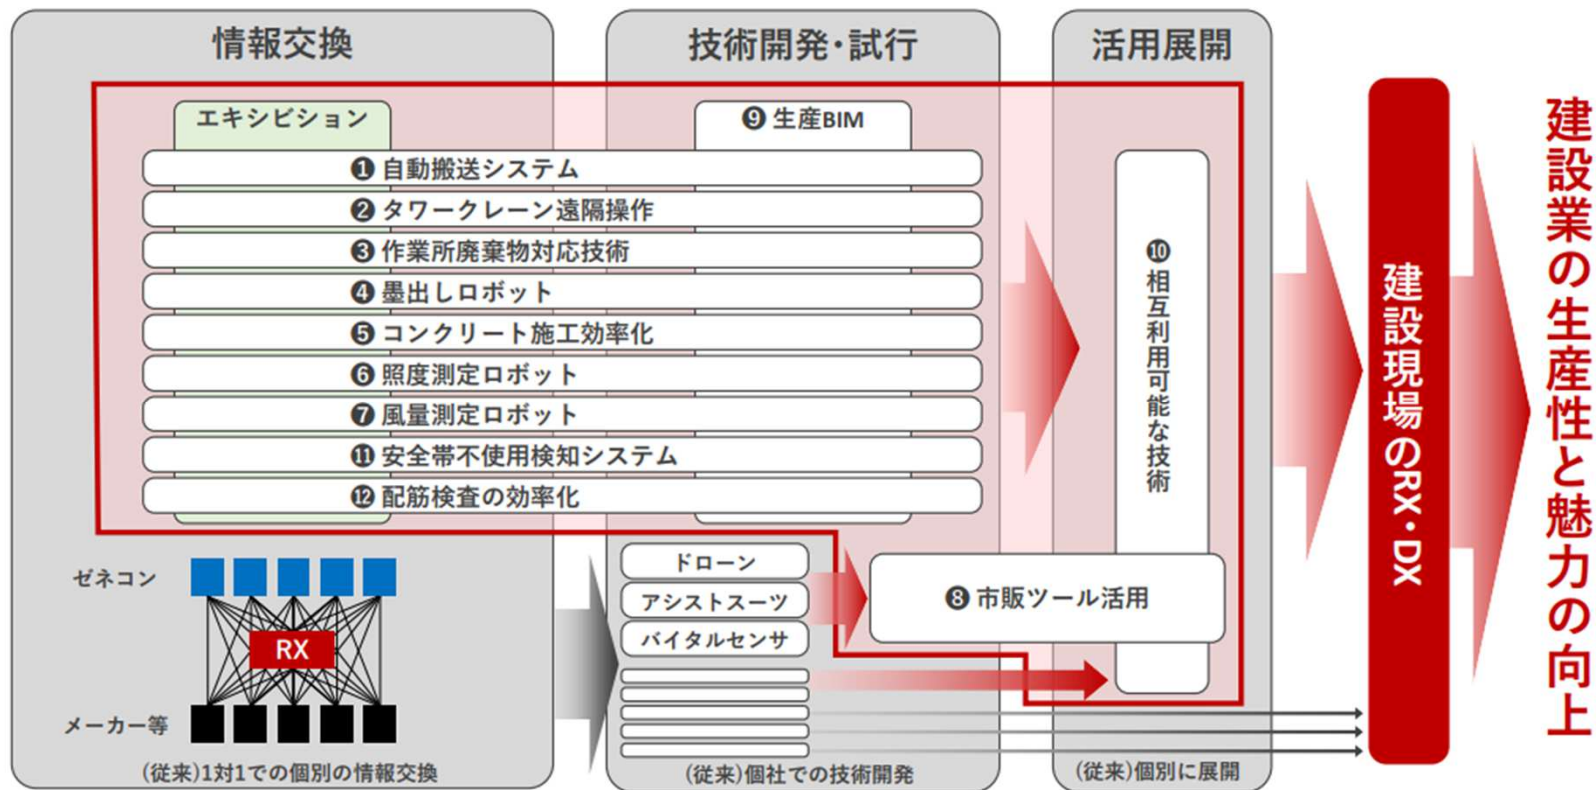 情報交換
技術開発・試行
活用展開
エキシビション
❾ 生産BIM
❶ 自動搬送システム
❷ タワークレーン遠隔操作
❸ 作業所廃棄物対応技術
❹ 墨出しロボット
❺ コンクリート施工効率化
❻ 照度測定ロボット
❼ 風量測定ロボット
⓫ 安全帯不使用検知システム
⓬ 配筋検査の効率化
❿ 相互利用可能な技術
ドローン
アシストスーツ
バイタルセンサ
❽ 市販ツール活用
ゼネコン
RX
メーカー等
(従来)1対1での個別の情報交換
(従来)個社での技術開発
(従来)個別に展開
建設現場のRX・DX
建設業の生産性と魅力の向上